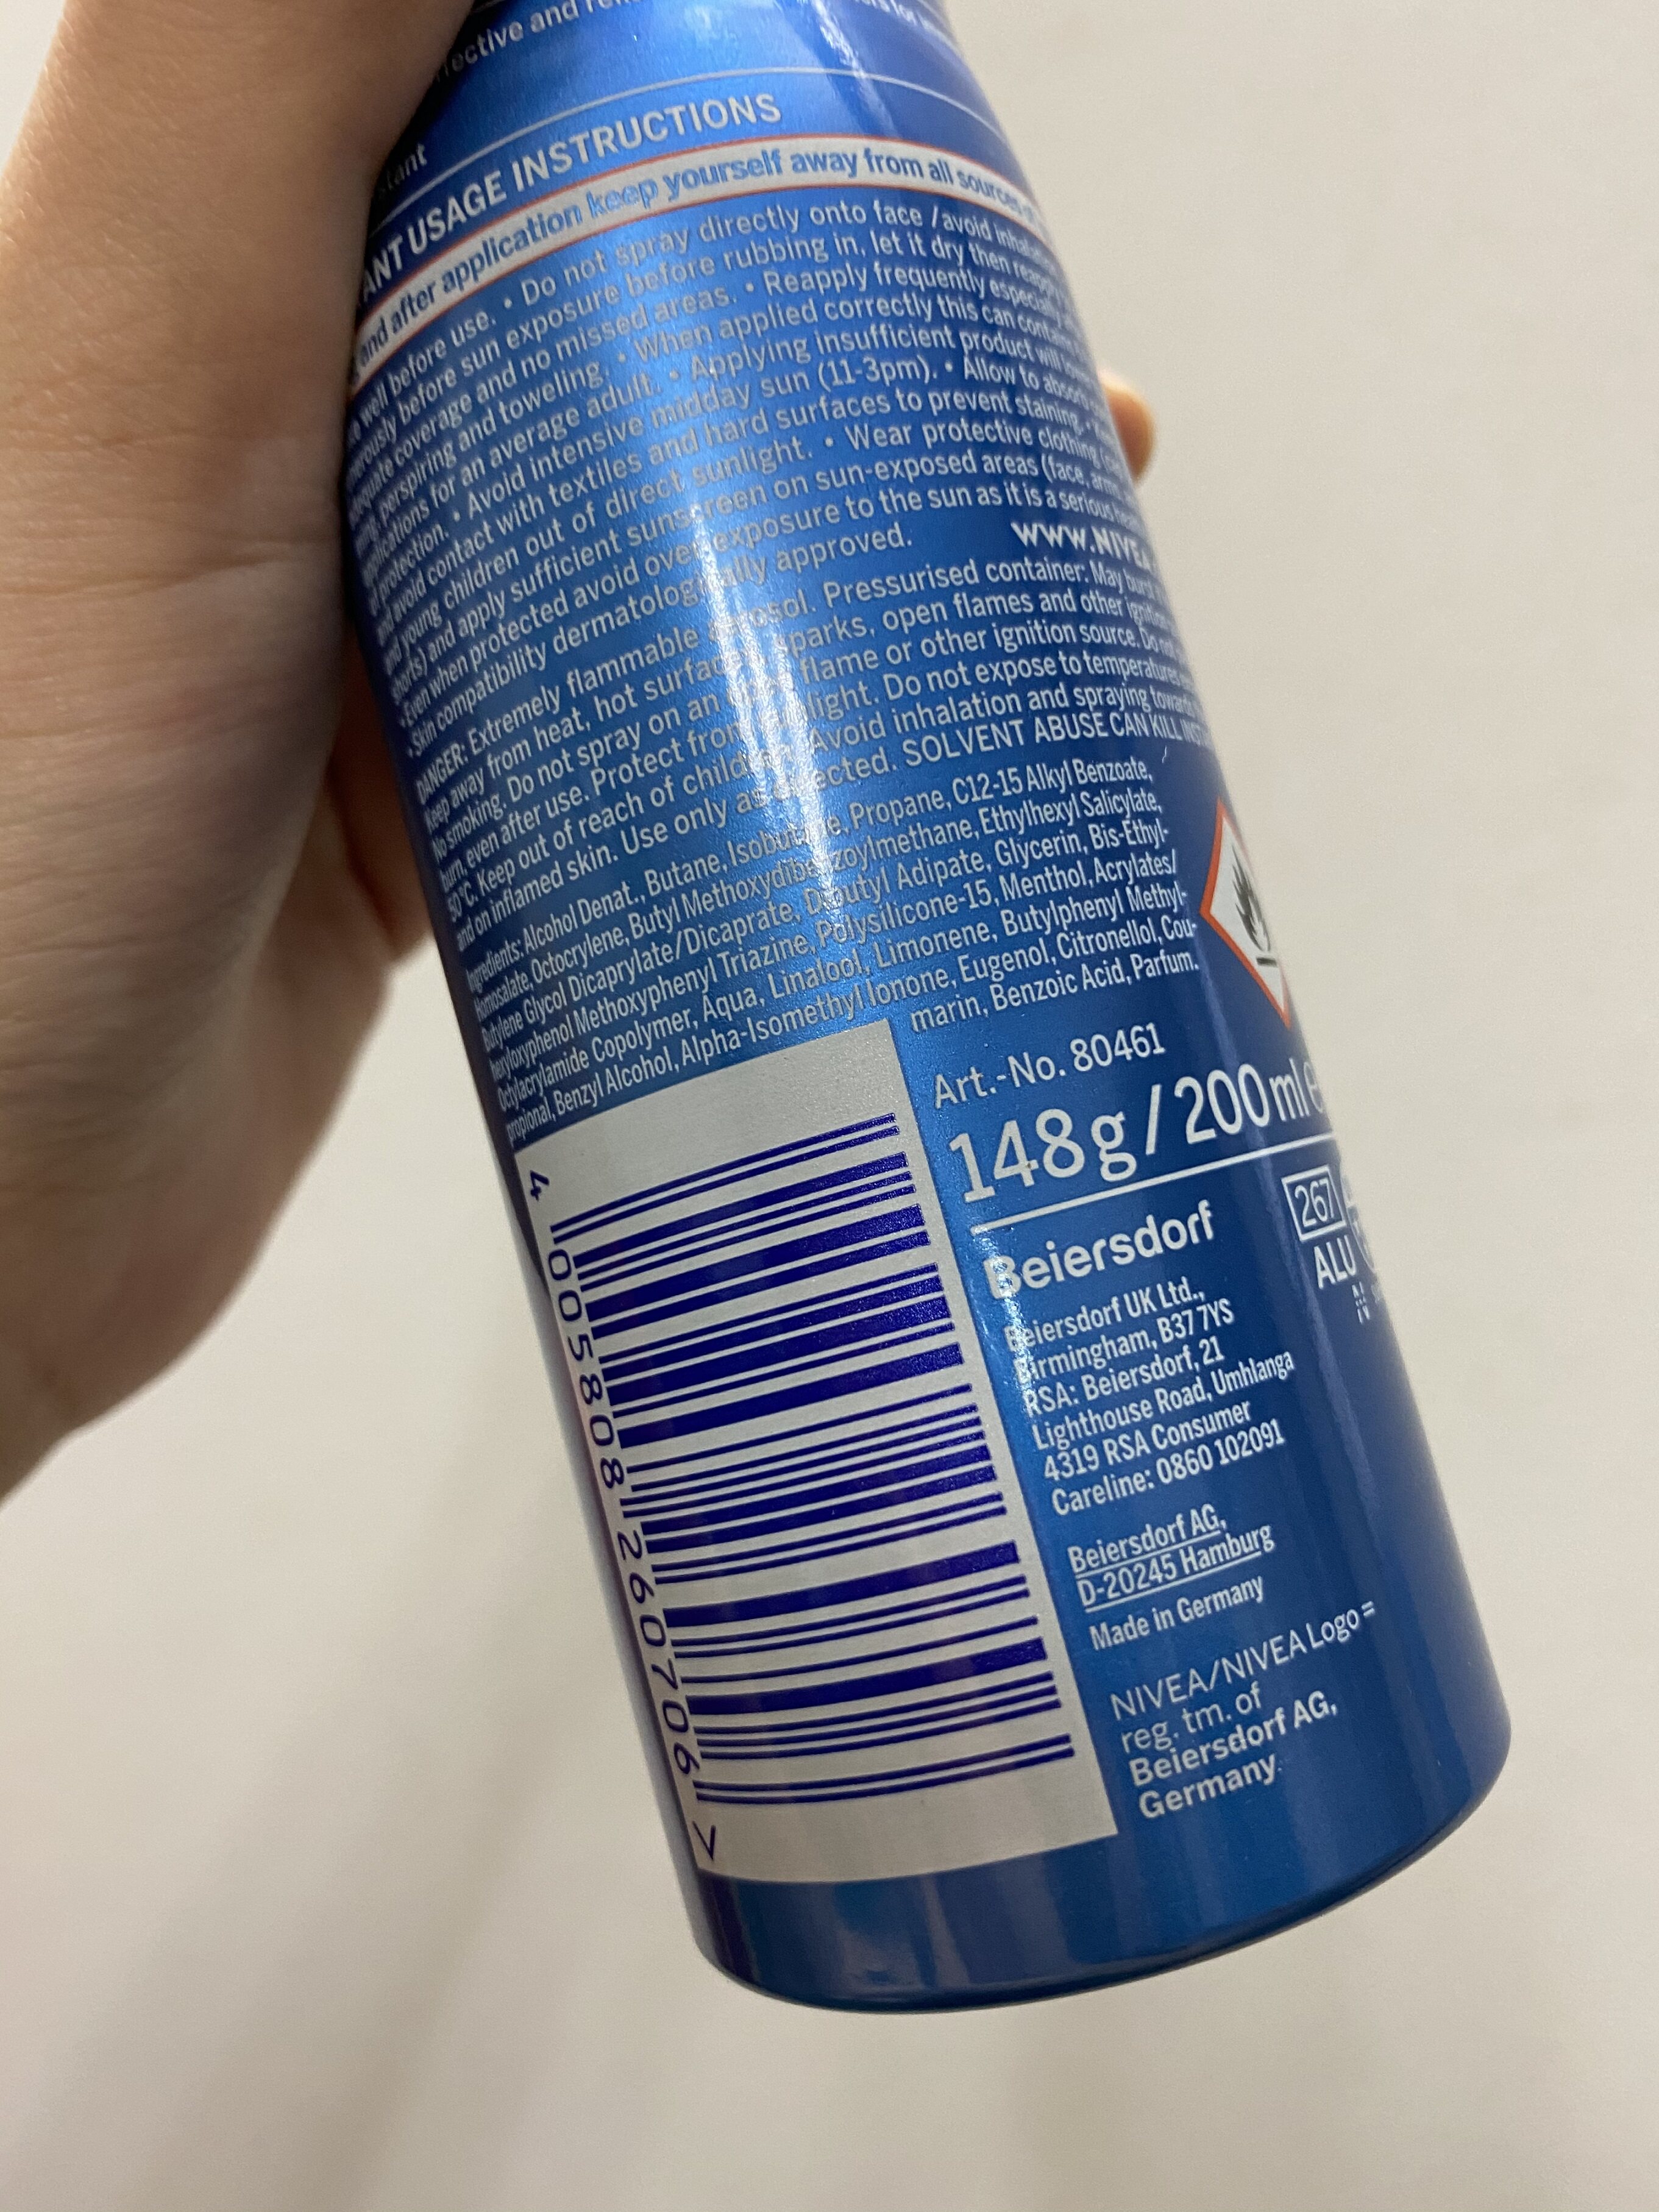 and
stant
USAGE INSTRUCTIONS
and after application keep yourself away from all sources
well before use. • Do not spray directly onto face / avoid
before sun exposure before rubbing in, let it dry then
coverage and no missed areas. • Reapply frequently especially
perspiring and toweling. • When applied correctly this can
for an average adult. • Applying insufficient product will
protection. • Avoid intensive midday sun (11-3pm). • Allow to absorb
and avoid contact with textiles and hard surfaces to prevent staining. •
and young children out of direct sunlight. • Wear protective clothing
and apply sufficient sunscreen on sun-exposed areas (face,
• Even when protected avoid over exposure to the sun as it is a serious
• Skin compatibility dermatologically approved. WWW.NIVEA
DANGER: Extremely flammable aerosol. Pressurised container: May burst
Keep away from heat, hot surfaces, sparks, open flames and other
No smoking. Do not spray on an open flame or other ignition source. Do not
burn, even after use. Protect from sunlight. Do not expose to temperatures
50°C. Keep out of reach of children. Avoid inhalation and spraying towards
and on inflamed skin. Use only as directed. SOLVENT ABUSE CAN KILL
Ingredients: Alcohol Denat., Butane, Isobutane, Propane, C12-15 Alkyl Benzoate,
Homosalate, Octocrylene, Butyl Methoxydibenzoylmethane, Ethylhexyl Salicylate,
Butylene Glycol Dicaprylate/Dicaprate, Dibutyl Adipate, Glycerin, Bis-Ethyl-
hexyloxyphenol Methoxyphenyl Triazine, Polysilicone-15, Menthol, Acrylates/
Octylacrylamide Copolymer, Aqua, Linalool, Limonene, Butylphenyl Methyl-
propional, Benzyl Alcohol, Alpha-Isomethyl Ionone, Eugenol, Citronellol, Cou-
marin, Benzoic Acid, Parfum.
Art.-No. 80461
148g / 200ml e
267
ALU
Beiersdorf
Beiersdorf UK Ltd.,
Birmingham, B37 7YS
RSA: Beiersdorf, 21
Lighthouse Road, Umhlanga
4319 RSA Consumer
Careline: 0860 102091
Beiersdorf AG,
D-20245 Hamburg
Made in Germany
NIVEA/NIVEA Logo =
reg. tm. of
Beiersdorf AG,
Germany.
4 005808 260706 >